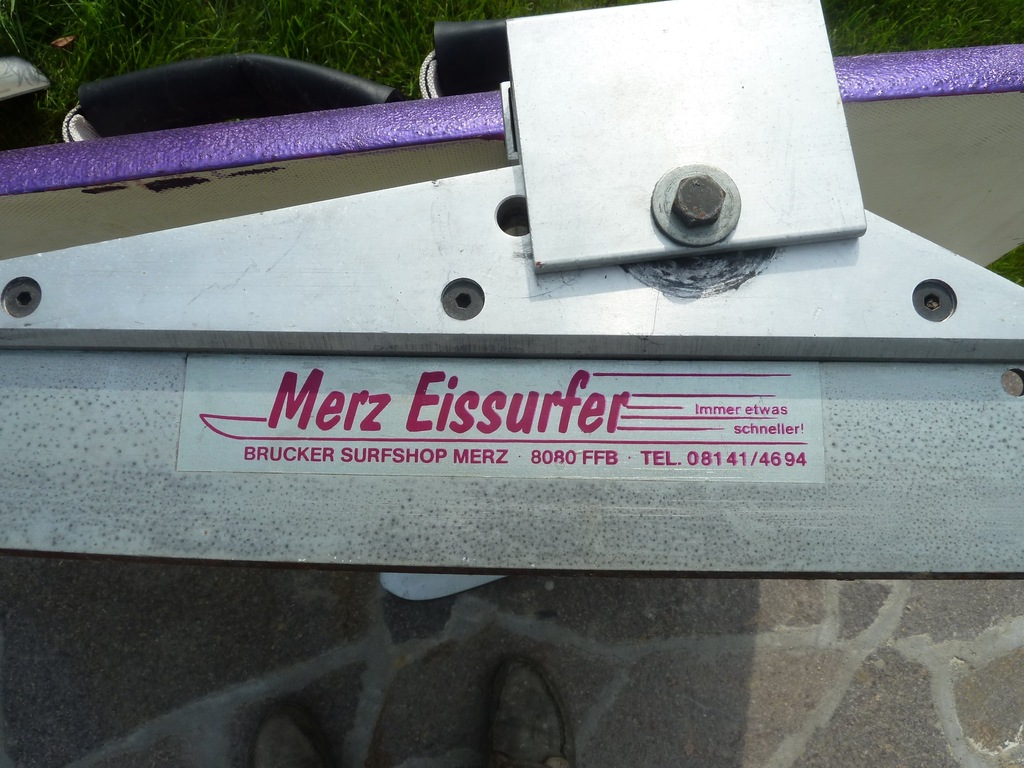 Merz Eissurfer
Immer etwas
schneller!
BRUCKER SURFSHOP MERZ · 8080 FFB · TEL. 08141/4694